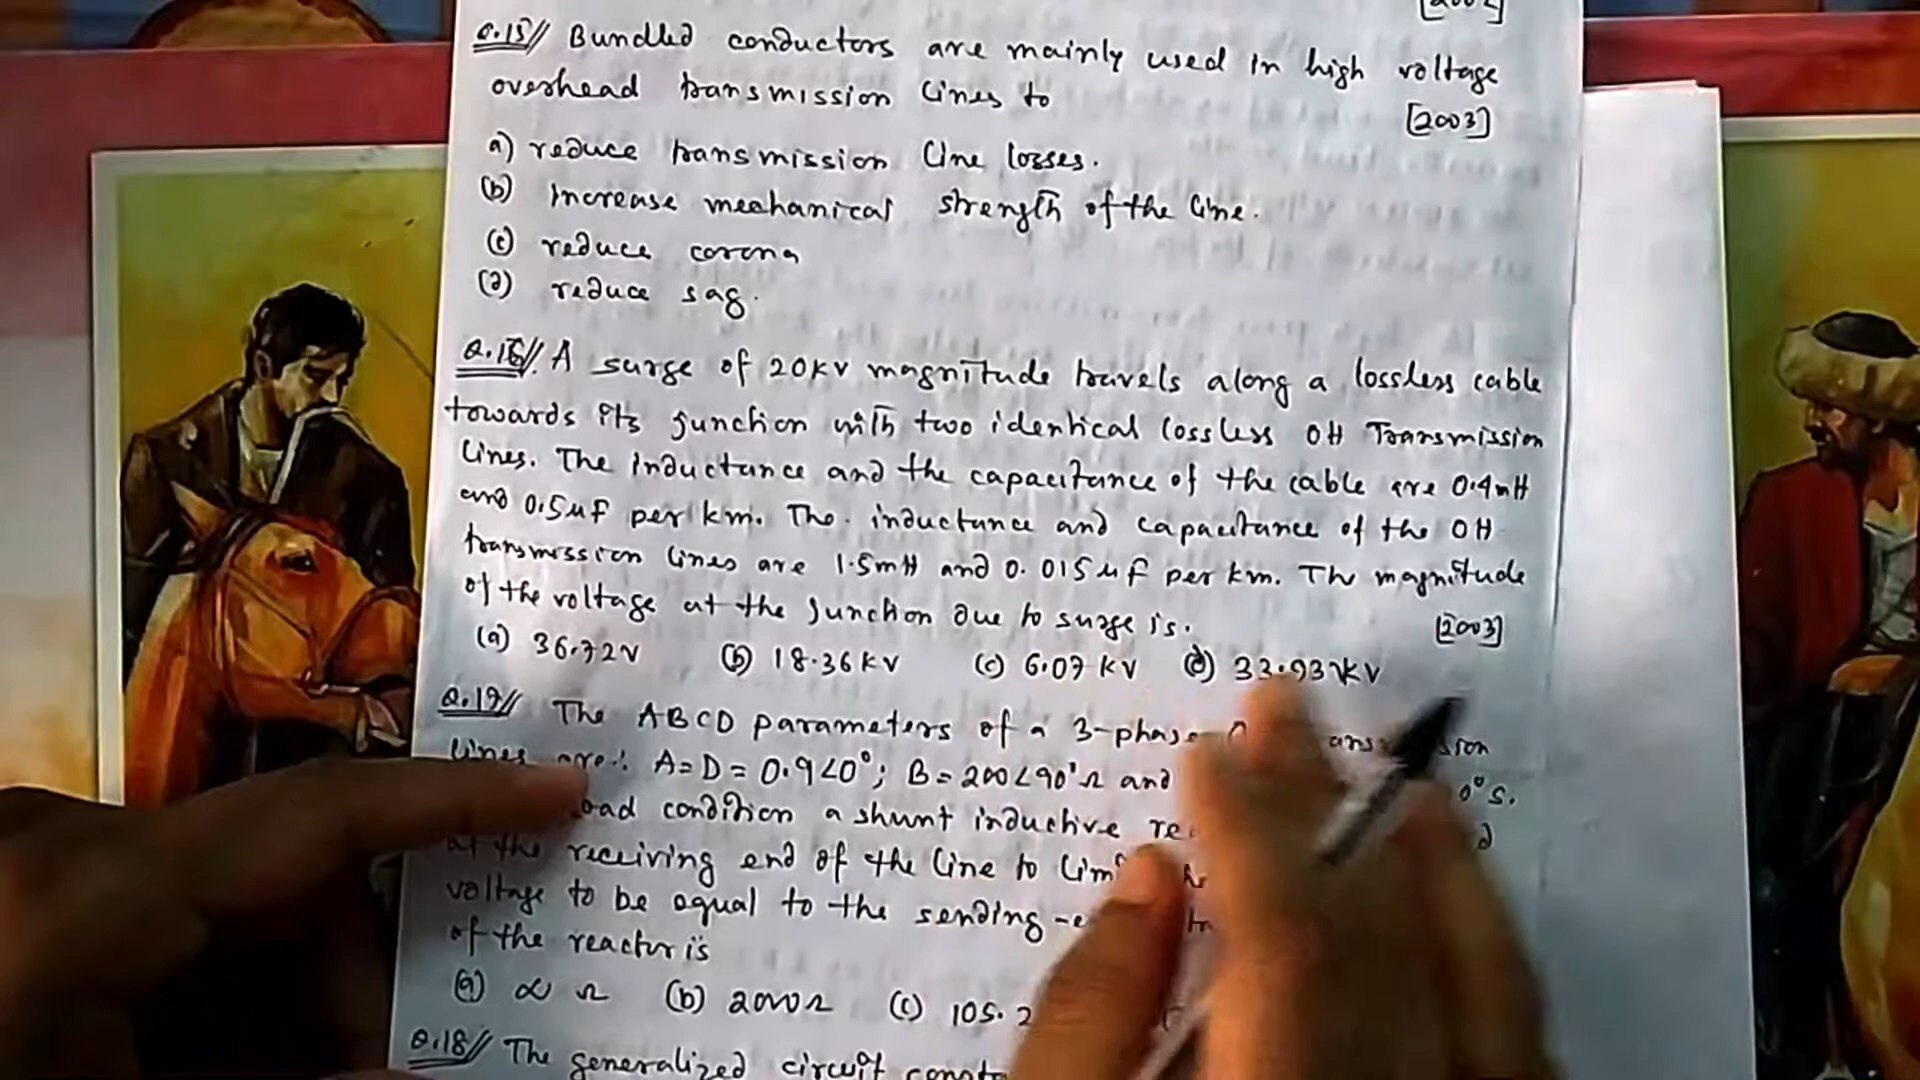 [2002]
Q.15// Bundled conductors are mainly used in high voltage
overhead transmission lines to
[2003]
a) reduce transmission line losses.
(b) increase mechanical strength of the line.
(c) reduce corona
(d) reduce sag.
Q.16//. A surge of 20KV magnitude travels along a lossless cable
towards its junction with two identical lossless OH Transmission
lines. The inductance and the capacitance of the cable are 0.4mH
and 0.5μF per km. The inductance and capacitance of the OH
transmission lines are 1.5mH and 0.015μF per km. The magnitude
of the voltage at the junction due to surge is.
[2003]
(a) 36.72V (b) 18.36KV (c) 6.07 KV (d) 33.93KV
Q.17// The ABCD parameters of a 3-phase
lines are: A=D=0.9∠0°; B=200∠90°Ω and 0°S.
condition a shunt inductive
at the receiving end of the line to
voltage to be equal to the sending-
of the reactor is
(a) ∞ Ω (b) 2000Ω (c) 105.2
Q.18// The generalized circuit